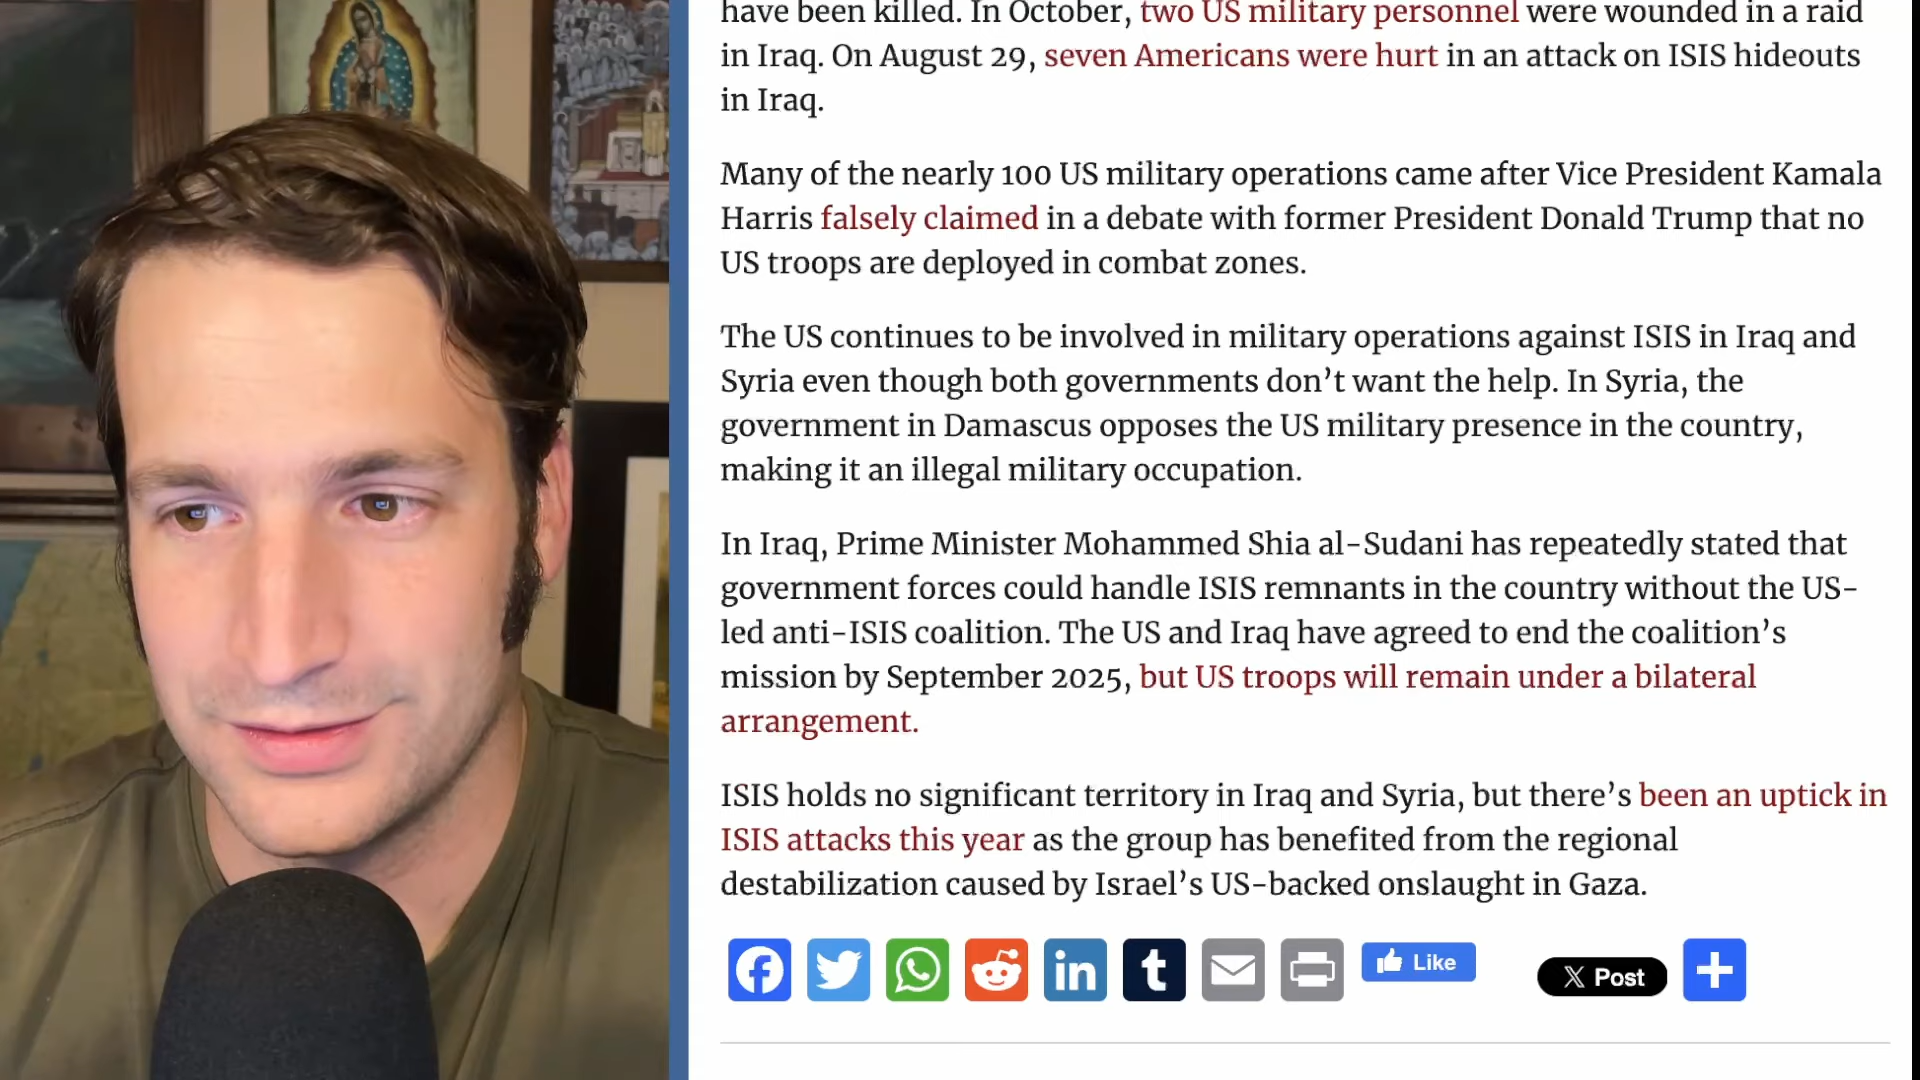 have been killed. In October, two US military personnel were wounded in a raid
in Iraq. On August 29, seven Americans were hurt in an attack on ISIS hideouts
in Iraq.
Many of the nearly 100 US military operations came after Vice President Kamala
Harris falsely claimed in a debate with former President Donald Trump that no
US troops are deployed in combat zones.
The US continues to be involved in military operations against ISIS in Iraq and
Syria even though both governments don’t want the help. In Syria, the
government in Damascus opposes the US military presence in the country,
making it an illegal military occupation.
In Iraq, Prime Minister Mohammed Shia al-Sudani has repeatedly stated that
government forces could handle ISIS remnants in the country without the US-
led anti-ISIS coalition. The US and Iraq have agreed to end the coalition’s
mission by September 2025, but US troops will remain under a bilateral
arrangement.
ISIS holds no significant territory in Iraq and Syria, but there’s been an uptick in
ISIS attacks this year as the group has benefited from the regional
destabilization caused by Israel’s US-backed onslaught in Gaza.
Like
X Post